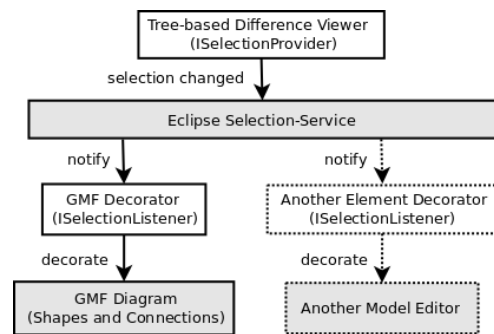 Tree-based Difference Viewer
(ISelectionProvider)
selection changed
Eclipse Selection-Service
notify
notify
GMF Decorator
(ISelectionListener)
Another Element Decorator
(ISelectionListener)
decorate
decorate
GMF Diagram
(Shapes and Connections)
Another Model Editor